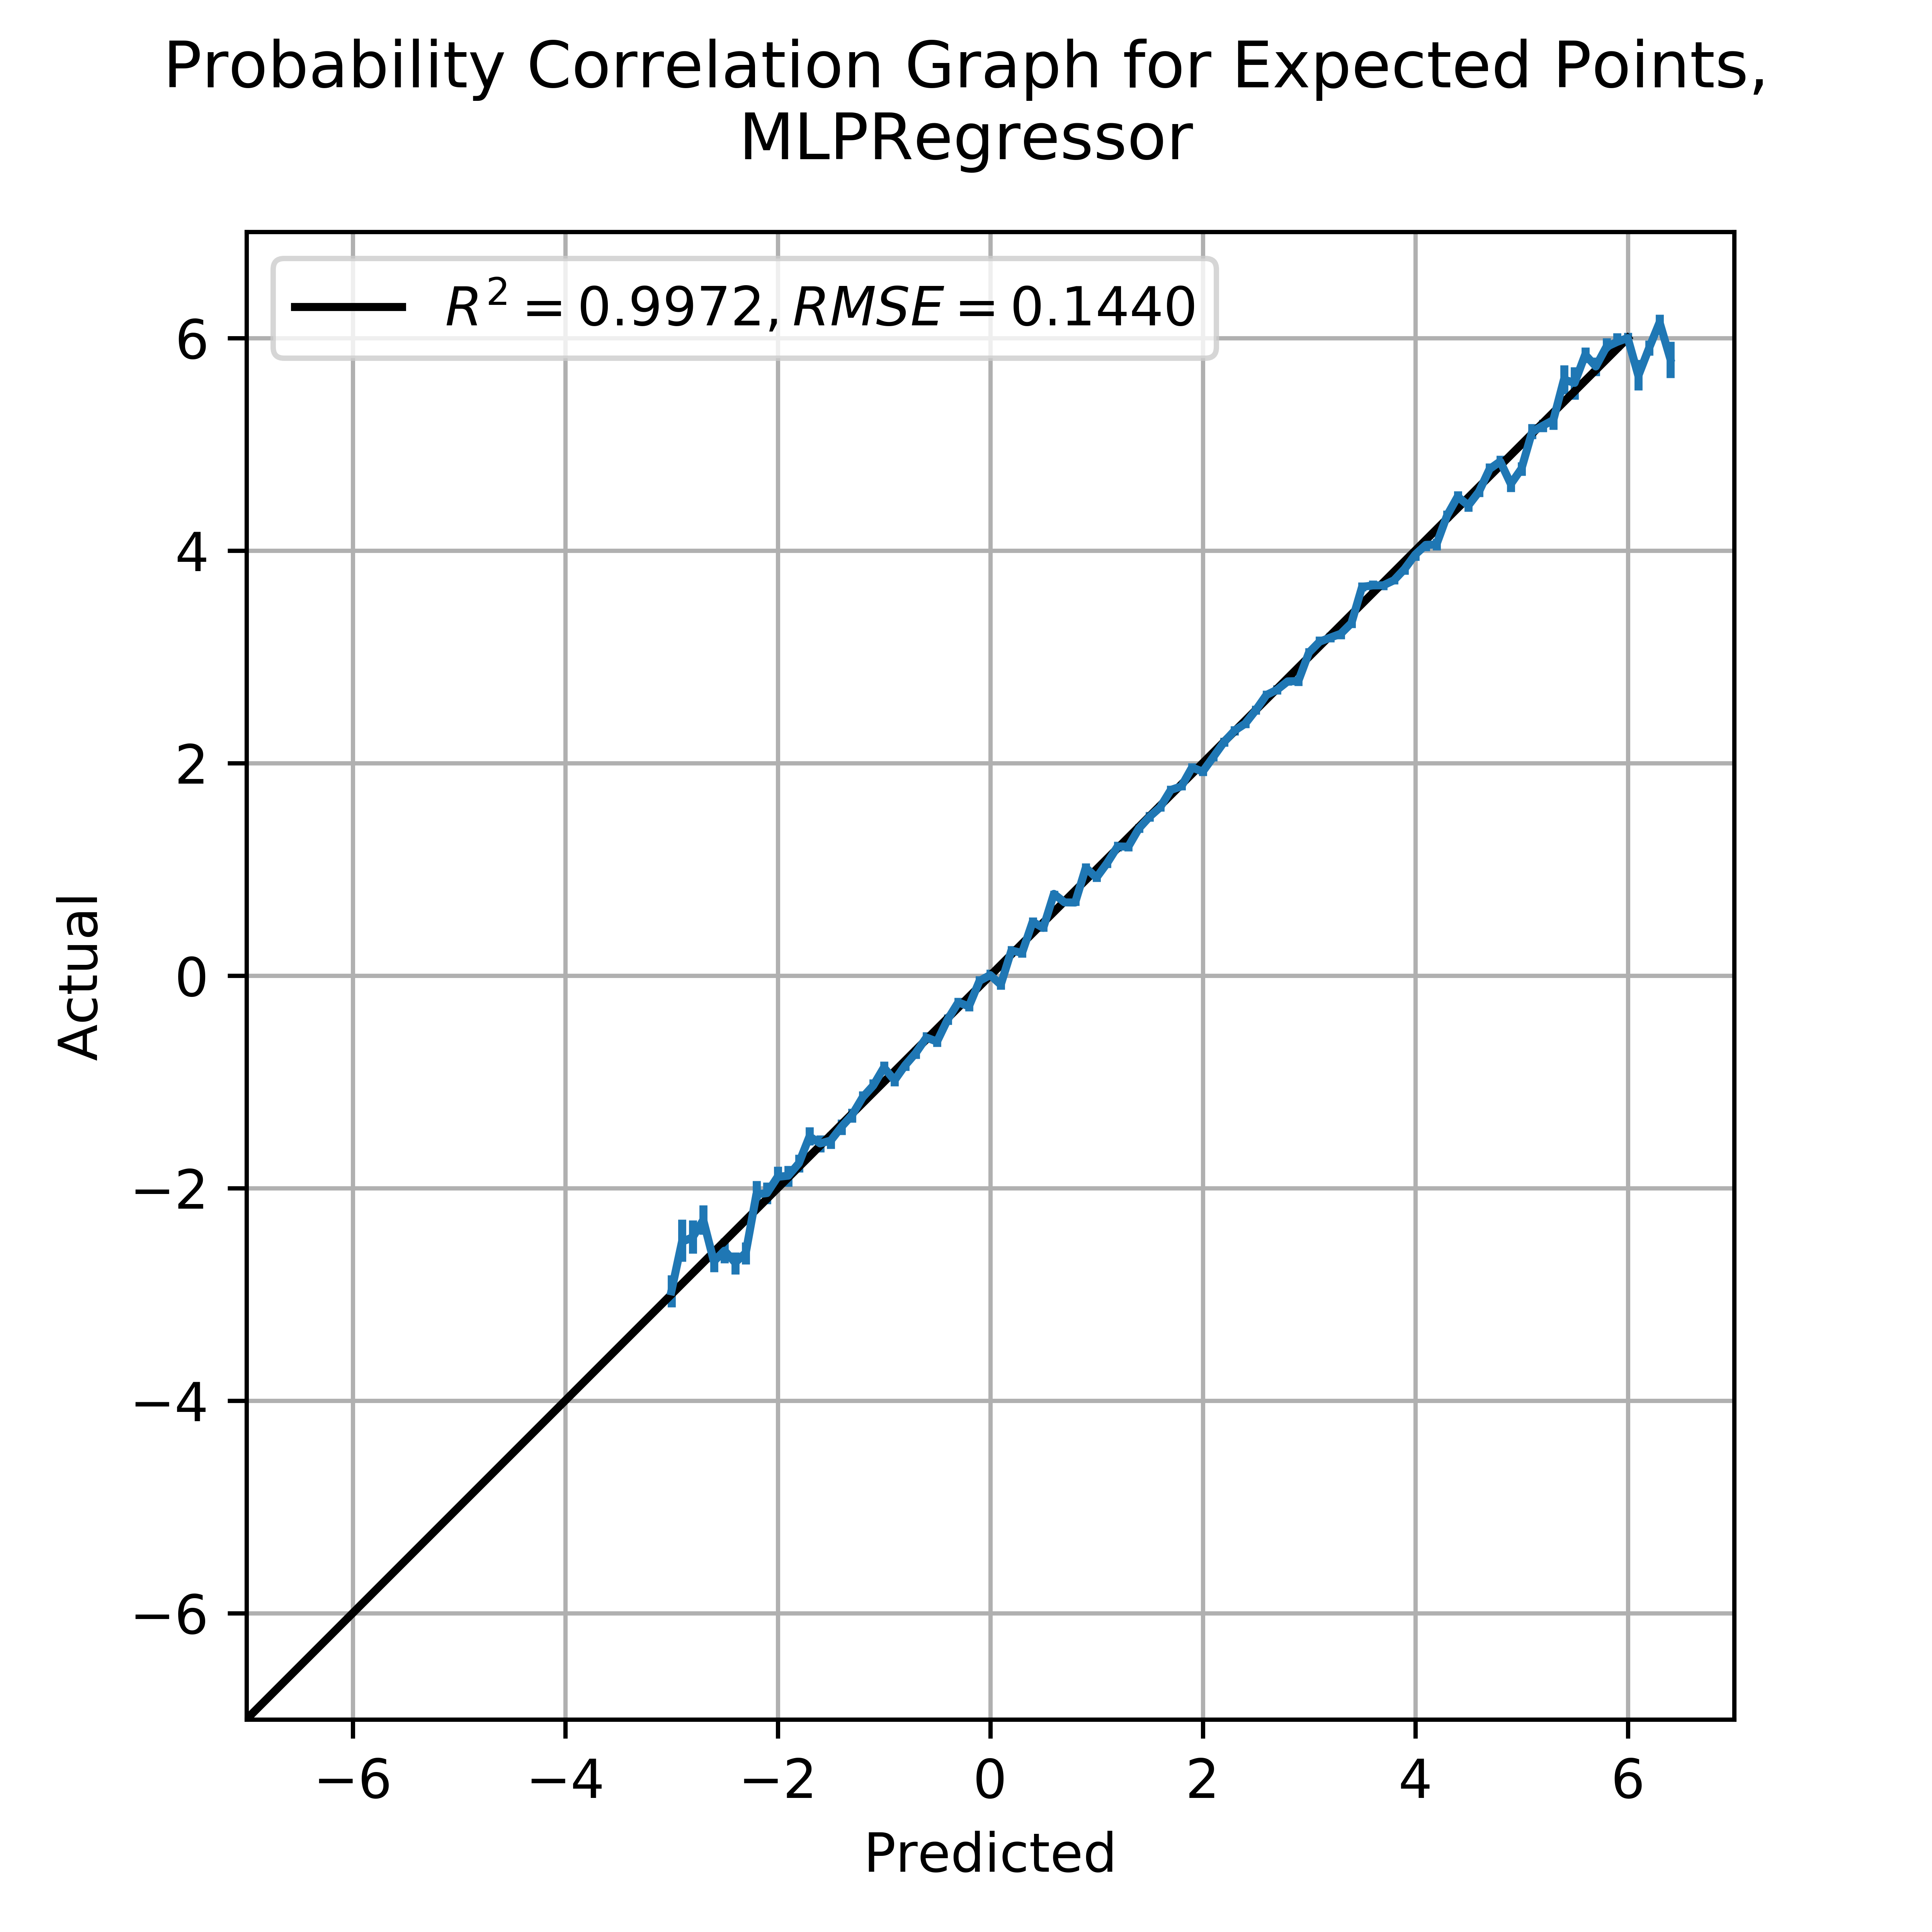 Probability Correlation Graph for Expected Points,
MLPRegressor
R² = 0.9972, RMSE = 0.1440
6
4
2
0
−2
−4
−6
Actual
−6 −4 −2 0 2 4 6
Predicted